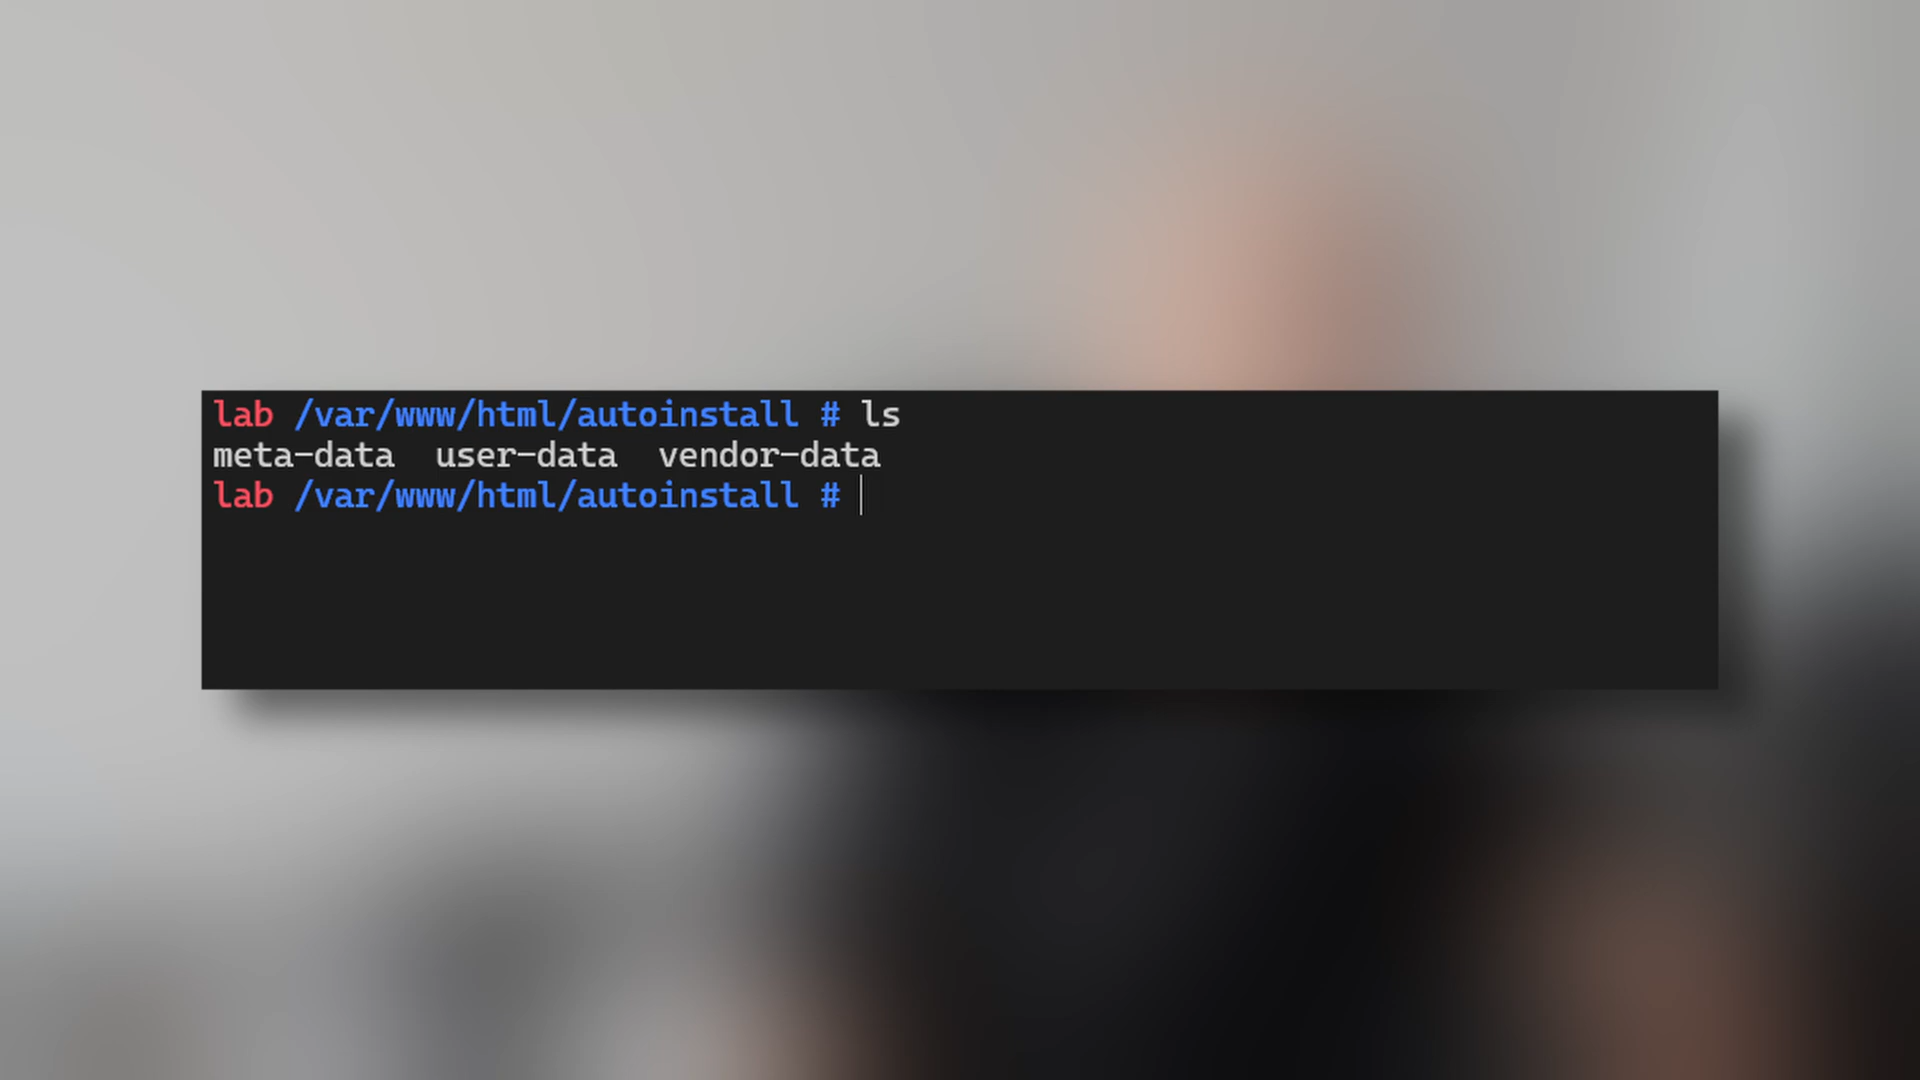 lab /var/www/html/autoinstall # ls
meta-data  user-data  vendor-data
lab /var/www/html/autoinstall #